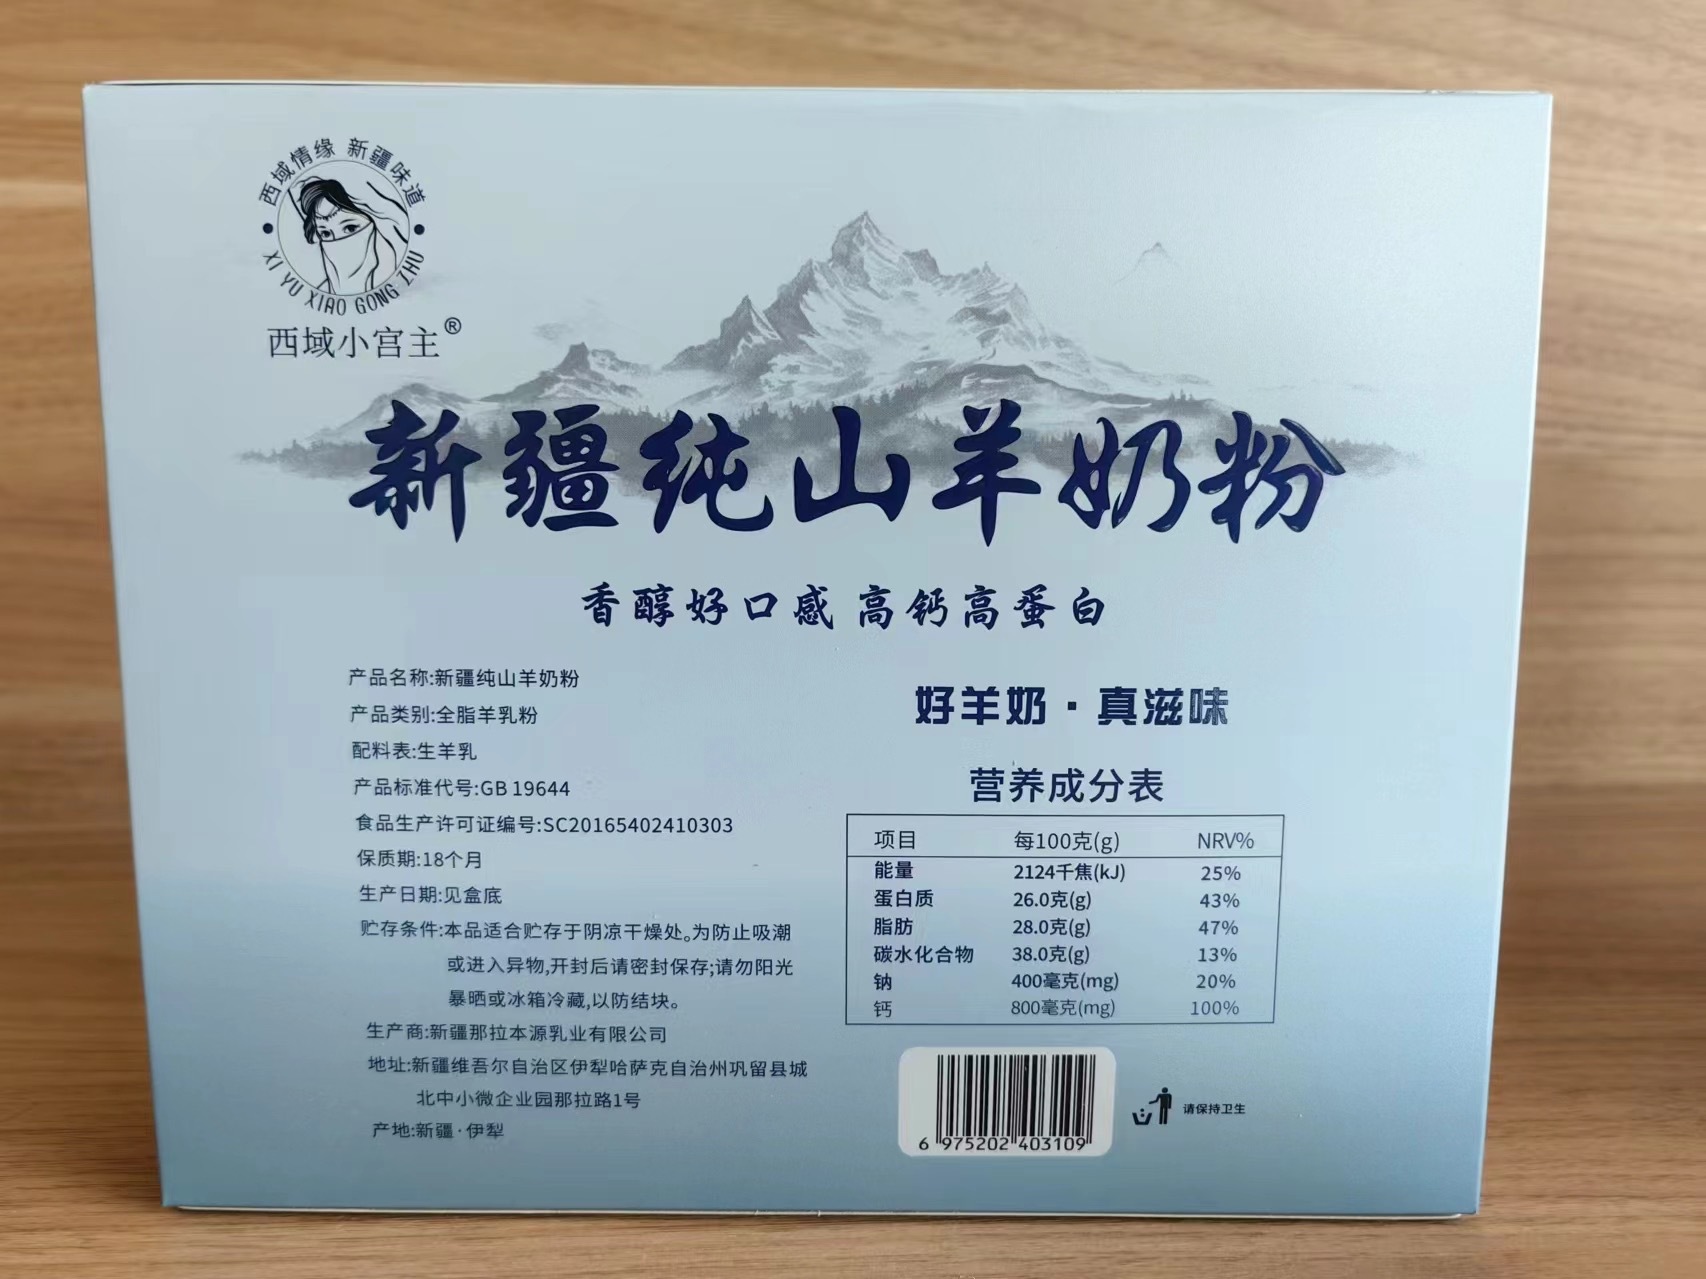 西域情缘 新疆味道
XI YU XIAO GONG ZHU
西域小宫主®
新疆纯山羊奶粉
香醇好口感 高钙高蛋白
产品名称:新疆纯山羊奶粉
产品类别:全脂羊乳粉
配料表:生羊乳
产品标准代号:GB 19644
食品生产许可证编号:SC20165402410303
保质期:18个月
生产日期:见盒底
贮存条件:本品适合贮存于阴凉干燥处。为防止吸潮
或进入异物,开封后请密封保存;请勿阳光
暴晒或冰箱冷藏,以防结块。
生产商:新疆那拉本源乳业有限公司
地址:新疆维吾尔自治区伊犁哈萨克自治州巩留县城
北中小微企业园那拉路1号
产地:新疆·伊犁
好羊奶·真滋味
营养成分表
项目 每100克(g) NRV%
能量 2124千焦(kJ) 25%
蛋白质 26.0克(g) 43%
脂肪 28.0克(g) 47%
碳水化合物 38.0克(g) 13%
钠 400毫克(mg) 20%
钙 800毫克(mg) 100%
6 975202 403109
请保持卫生